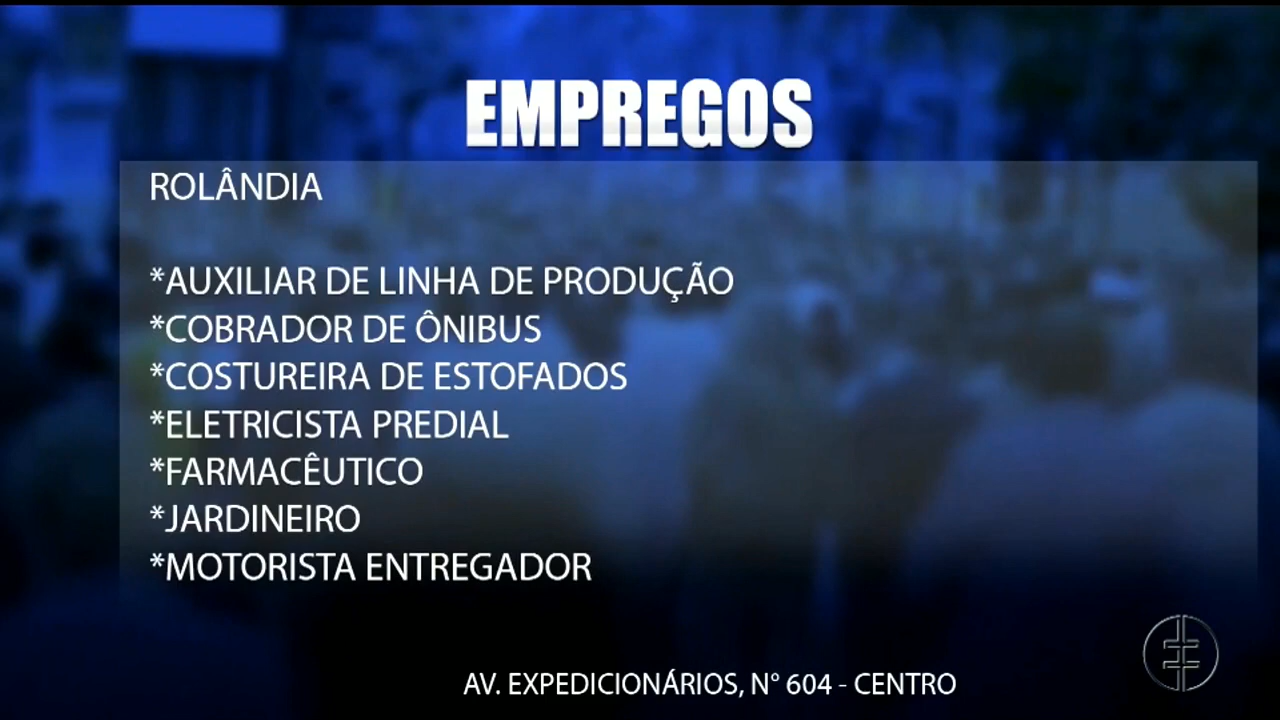 EMPREGOS
ROLÂNDIA
*AUXILIAR DE LINHA DE PRODUÇÃO
*COBRADOR DE ÔNIBUS
*COSTUREIRA DE ESTOFADOS
*ELETRICISTA PREDIAL
*FARMACÊUTICO
*JARDINEIRO
*MOTORISTA ENTREGADOR
AV. EXPEDICIONÁRIOS, N° 604 - CENTRO